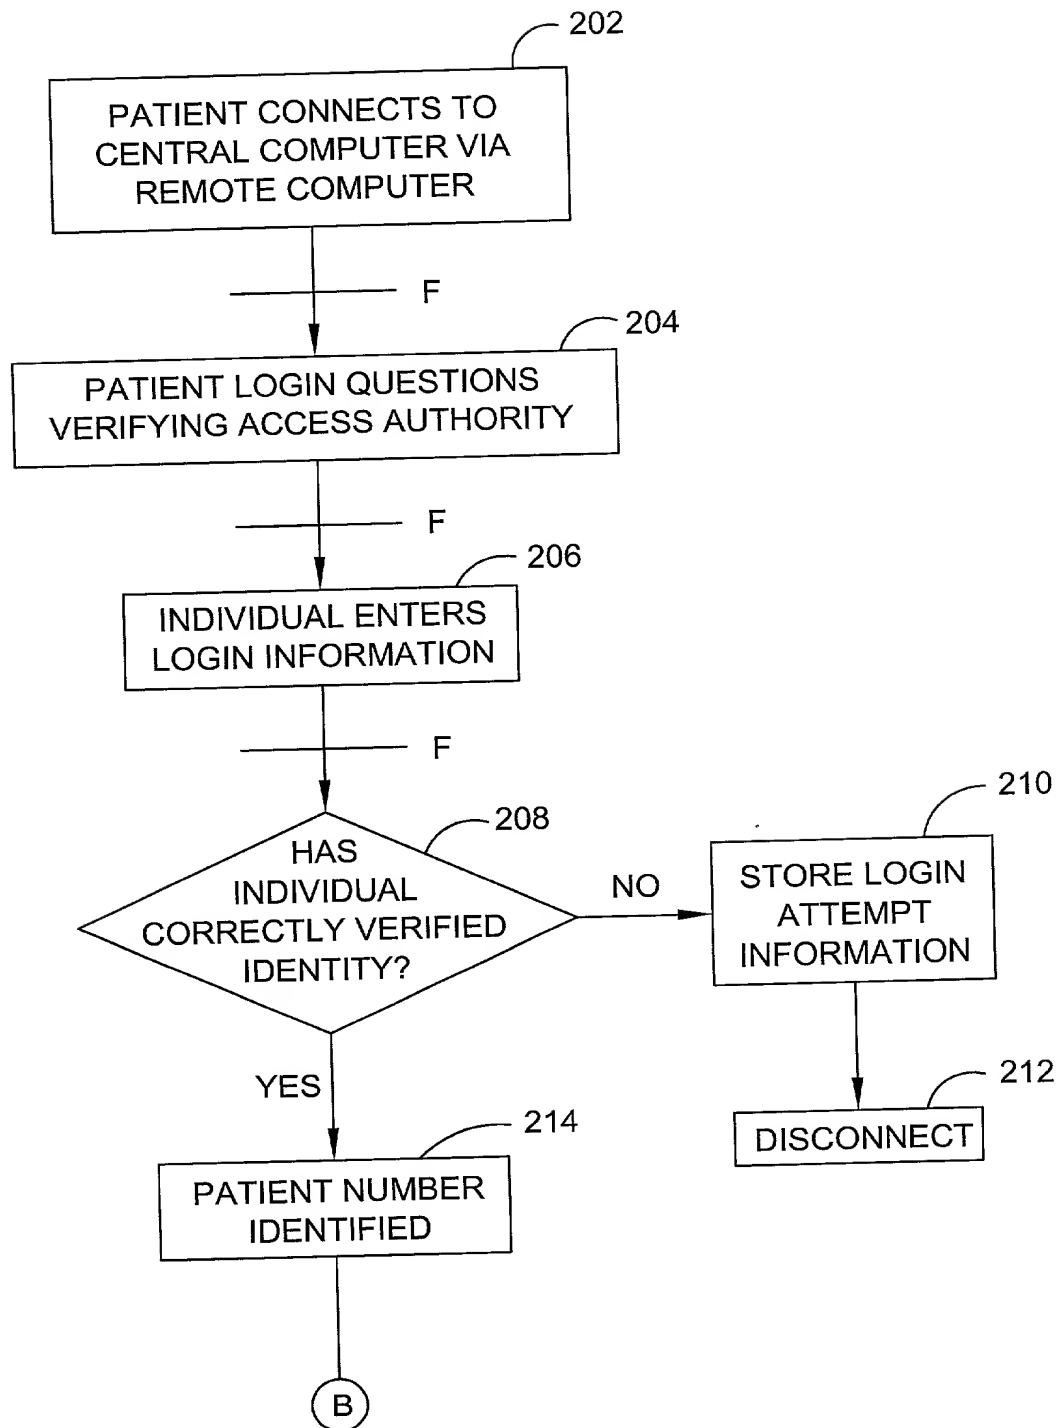 202
PATIENT CONNECTS TO
CENTRAL COMPUTER VIA
REMOTE COMPUTER
F
204
PATIENT LOGIN QUESTIONS
VERIFYING ACCESS AUTHORITY
F
206
INDIVIDUAL ENTERS
LOGIN INFORMATION
F
208
HAS
INDIVIDUAL
CORRECTLY VERIFIED
IDENTITY?
NO
210
STORE LOGIN
ATTEMPT
INFORMATION
212
DISCONNECT
YES
214
PATIENT NUMBER
IDENTIFIED
B